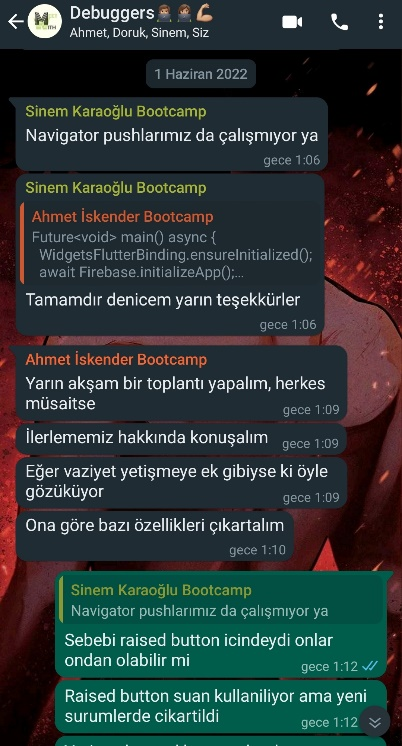 Debuggers
Ahmet, Doruk, Sinem, Siz
1 Haziran 2022
Sinem Karaoğlu Bootcamp
Navigator pushlarımız da çalışmıyor ya
gece 1:06
Sinem Karaoğlu Bootcamp
Ahmet İskender Bootcamp
Future<void> main() async {
WidgetsFlutterBinding.ensureInitialized();
await Firebase.initializeApp();...
Tamamdır denicem yarın teşekkürler
gece 1:06
Ahmet İskender Bootcamp
Yarın akşam bir toplantı yapalım, herkes
müsaitse
gece 1:09
İlerlememiz hakkında konuşalım
gece 1:09
Eğer vaziyet yetişmeye ek gibiyse ki öyle
gözüküyor
gece 1:09
Ona göre bazı özellikleri çıkartalım
gece 1:10
Sinem Karaoğlu Bootcamp
Navigator pushlarımız da çalışmıyor ya
Sebebi raised button icindeydi onlar
ondan olabilir mi
gece 1:12
Raised button suan kullaniliyor ama yeni
surumlerde cikartildi
gece 1:12